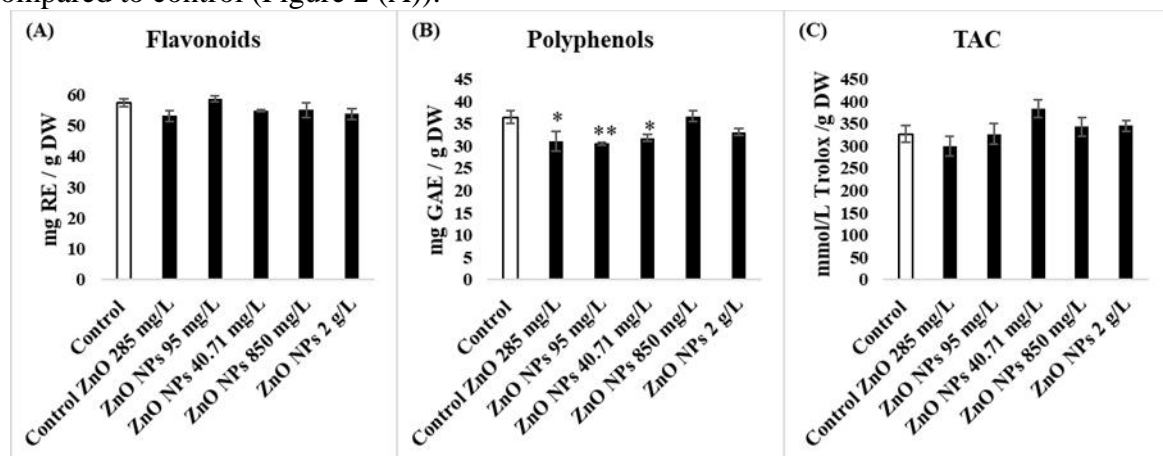 compared to control (Figure 2 (A)).
(A) Flavonoids
mg RE / g DW
60
50
40
30
20
10
0
Control
Control ZnO 285 mg/L
ZnO NPs 95 mg/L
ZnO NPs 40.71 mg/L
ZnO NPs 850 mg/L
ZnO NPs 2 g/L
(B) Polyphenols
mg GAE / g DW
45
40
35
30
25
20
15
10
5
0
*
**
*
Control
Control ZnO 285 mg/L
ZnO NPs 95 mg/L
ZnO NPs 40.71 mg/L
ZnO NPs 850 mg/L
ZnO NPs 2 g/L
(C) TAC
mmol/L Trolox /g DW
450
400
350
300
250
200
150
100
50
0
Control
Control ZnO 285 mg/L
ZnO NPs 95 mg/L
ZnO NPs 40.71 mg/L
ZnO NPs 850 mg/L
ZnO NPs 2 g/L